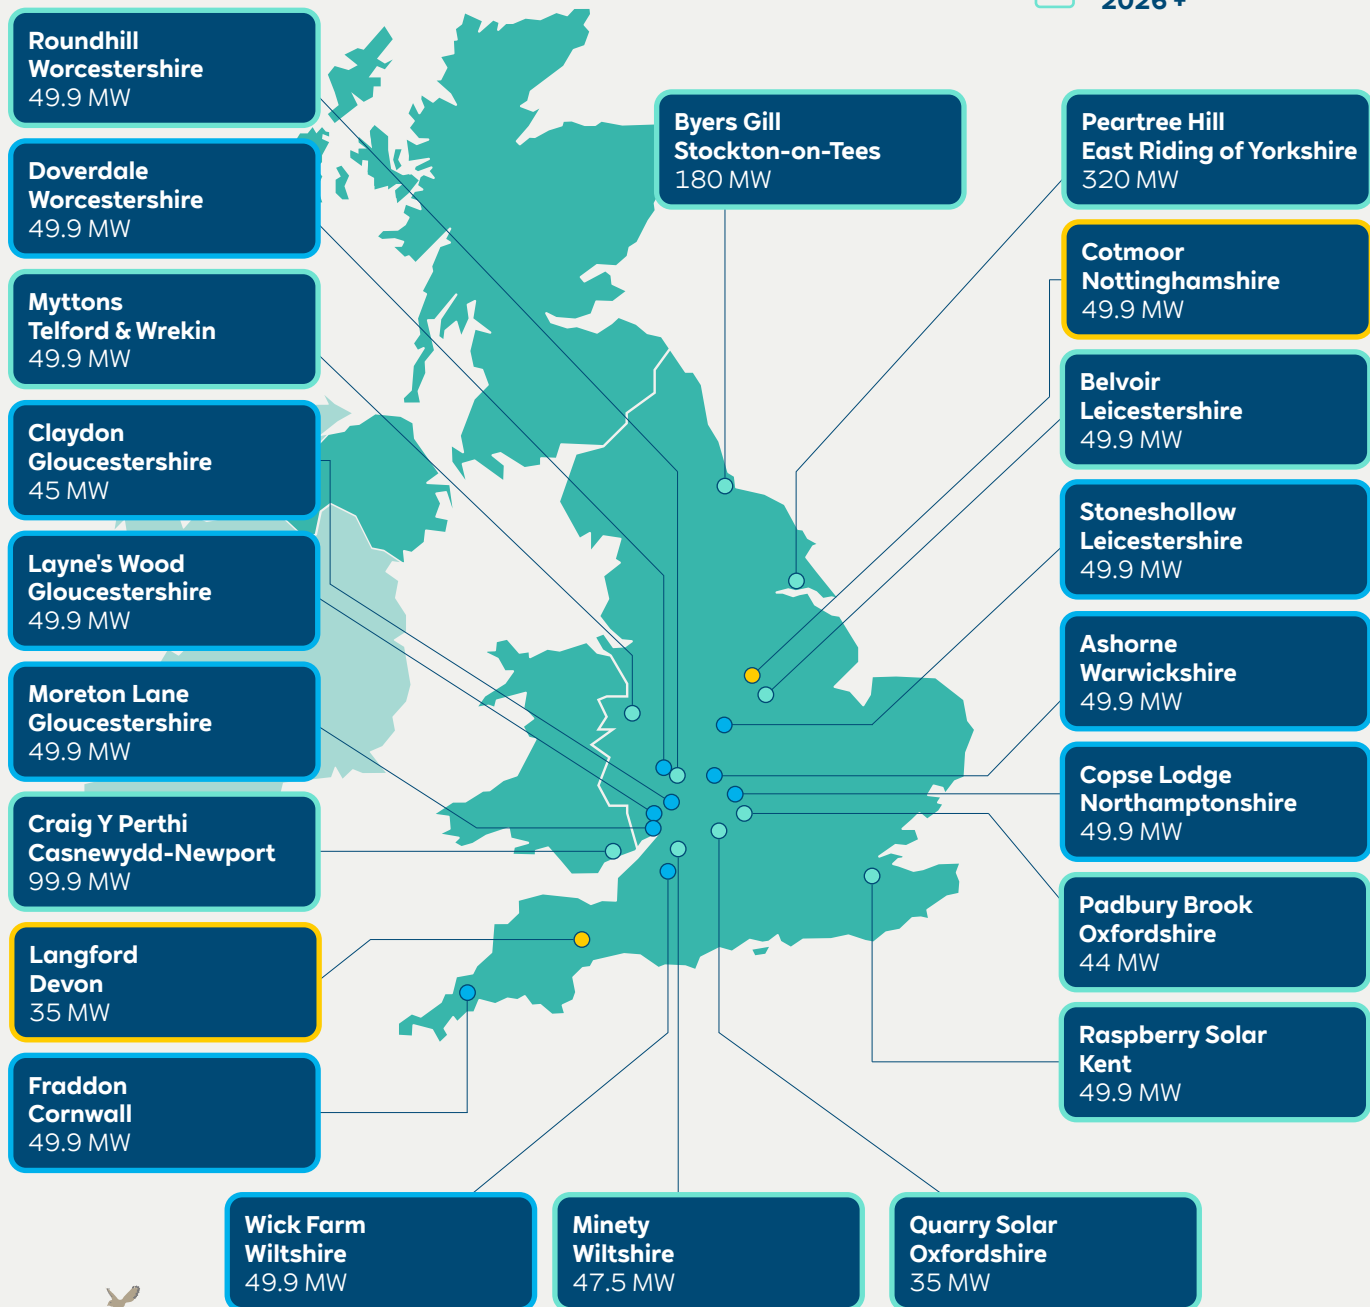 2026 +
Roundhill
Worcestershire
49.9 MW
Doverdale
Worcestershire
49.9 MW
Myttons
Telford & Wrekin
49.9 MW
Claydon
Gloucestershire
45 MW
Layne's Wood
Gloucestershire
49.9 MW
Moreton Lane
Gloucestershire
49.9 MW
Craig Y Perthi
Casnewydd-Newport
99.9 MW
Langford
Devon
35 MW
Fraddon
Cornwall
49.9 MW
Byers Gill
Stockton-on-Tees
180 MW
Peartree Hill
East Riding of Yorkshire
320 MW
Cotmoor
Nottinghamshire
49.9 MW
Belvoir
Leicestershire
49.9 MW
Stoneshollow
Leicestershire
49.9 MW
Ashorne
Warwickshire
49.9 MW
Copse Lodge
Northamptonshire
49.9 MW
Padbury Brook
Oxfordshire
44 MW
Raspberry Solar
Kent
49.9 MW
Wick Farm
Wiltshire
49.9 MW
Minety
Wiltshire
47.5 MW
Quarry Solar
Oxfordshire
35 MW